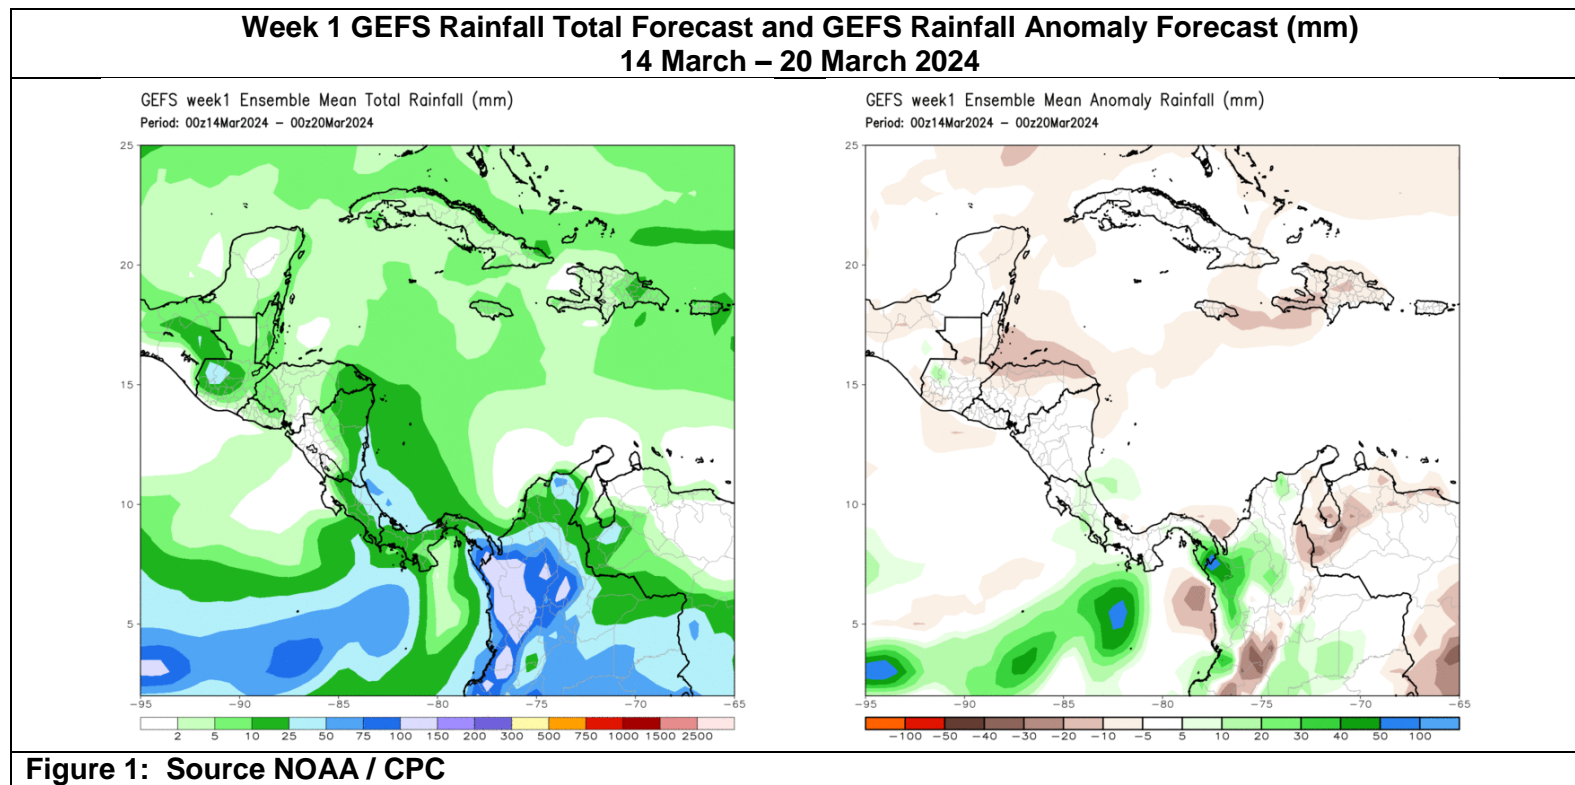 Week 1 GEFS Rainfall Total Forecast and GEFS Rainfall Anomaly Forecast (mm)
14 March – 20 March 2024
GEFS week1 Ensemble Mean Total Rainfall (mm)
Period: 00z14Mar2024 – 00z20Mar2024
25
20
15
10
5
-95 -90 -85 -80 -75 -70 -65
2 5 10 25 50 75 100 150 200 300 500 750 1000 1500 2500
GEFS week1 Ensemble Mean Anomaly Rainfall (mm)
Period: 00z14Mar2024 – 00z20Mar2024
25
20
15
10
5
-95 -90 -85 -80 -75 -70 -65
-100 -50 -40 -30 -20 -10 -5 5 10 20 30 40 50 100
Figure 1: Source NOAA / CPC